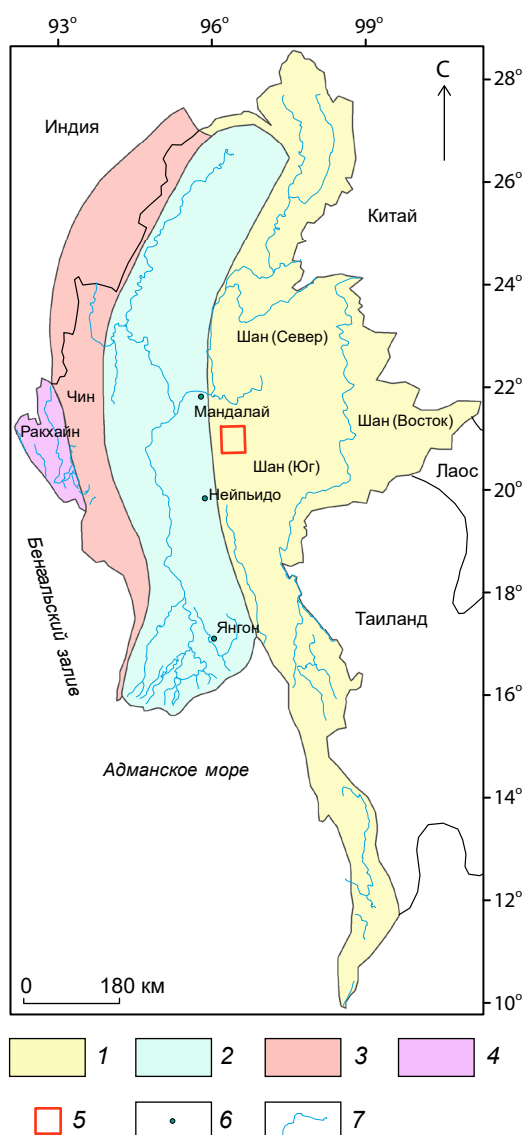 93° 96° 99°
28°
С
Индия
26°
Китай
24°
Шан (Север)
22°
Чин
Мандалай
Ракхайн
Шан (Восток)
Шан (Юг)
Лаос
Нейпьидо
20°
Бенгальский залив
18°
Янгон
Таиланд
16°
Адманское море
14°
12°
0 180 км
10°
1 2 3 4
5 6 7